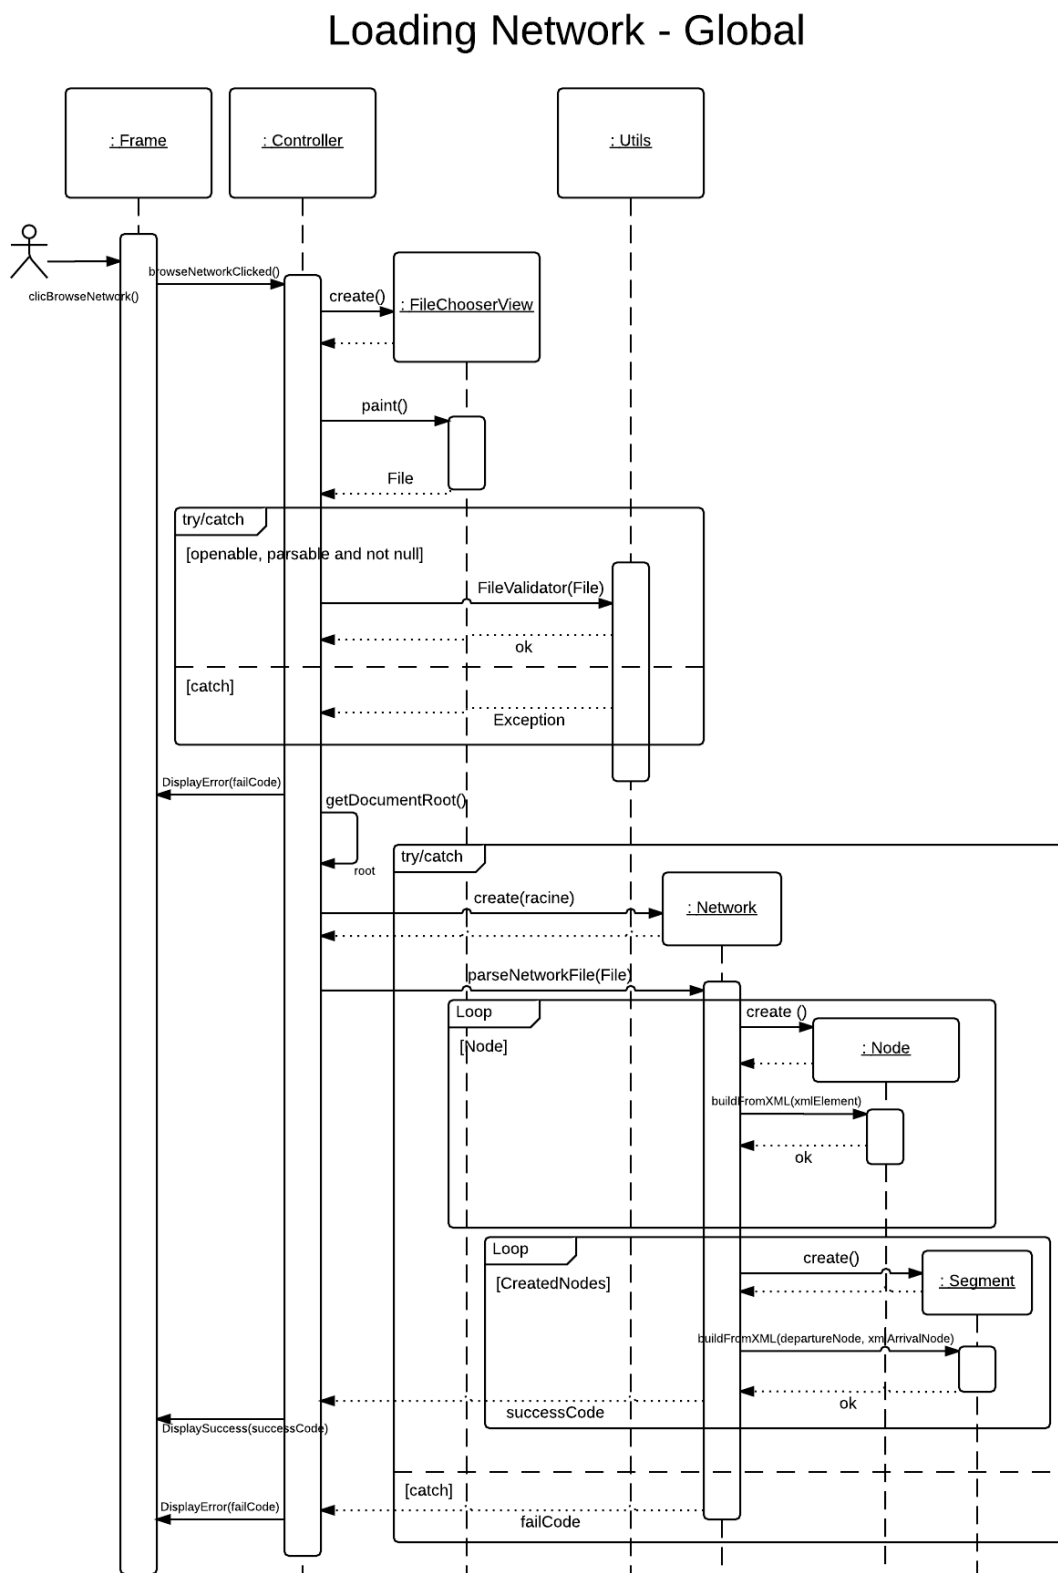 Loading Network - Global
: Frame
: Controller
: Utils
browseNetworkClicked()
clicBrowseNetwork()
create()
: FileChooserView
paint()
File
try/catch
[openable, parsable and not null]
FileValidator(File)
ok
[catch]
Exception
DisplayError(failCode)
getDocumentRoot()
root
try/catch
create(racine)
: Network
parseNetworkFile(File)
Loop
create ()
[Node]
: Node
buildFromXML(xmlElement)
ok
Loop
create()
[CreatedNodes]
: Segment
buildFromXML(departureNode, xmlArrivalNode)
ok
successCode
DisplaySuccess(successCode)
[catch]
DisplayError(failCode)
failCode